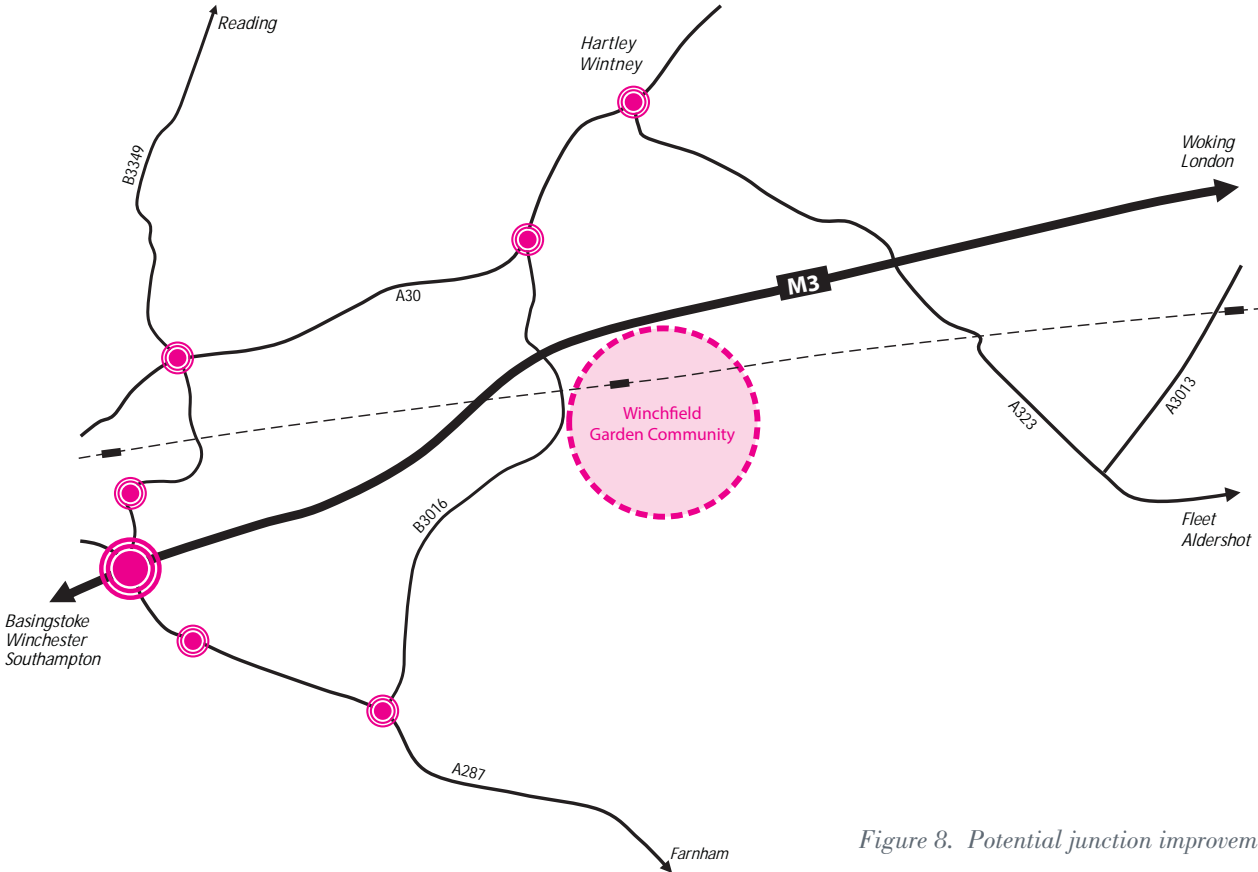 Reading
Hartley
Wintney
Woking
London
B3349
M3
A30
Winchfield
Garden Community
A3013
A323
B3016
Fleet
Aldershot
Basingstoke
Winchester
Southampton
A287
Farnham
Figure 8. Potential junction